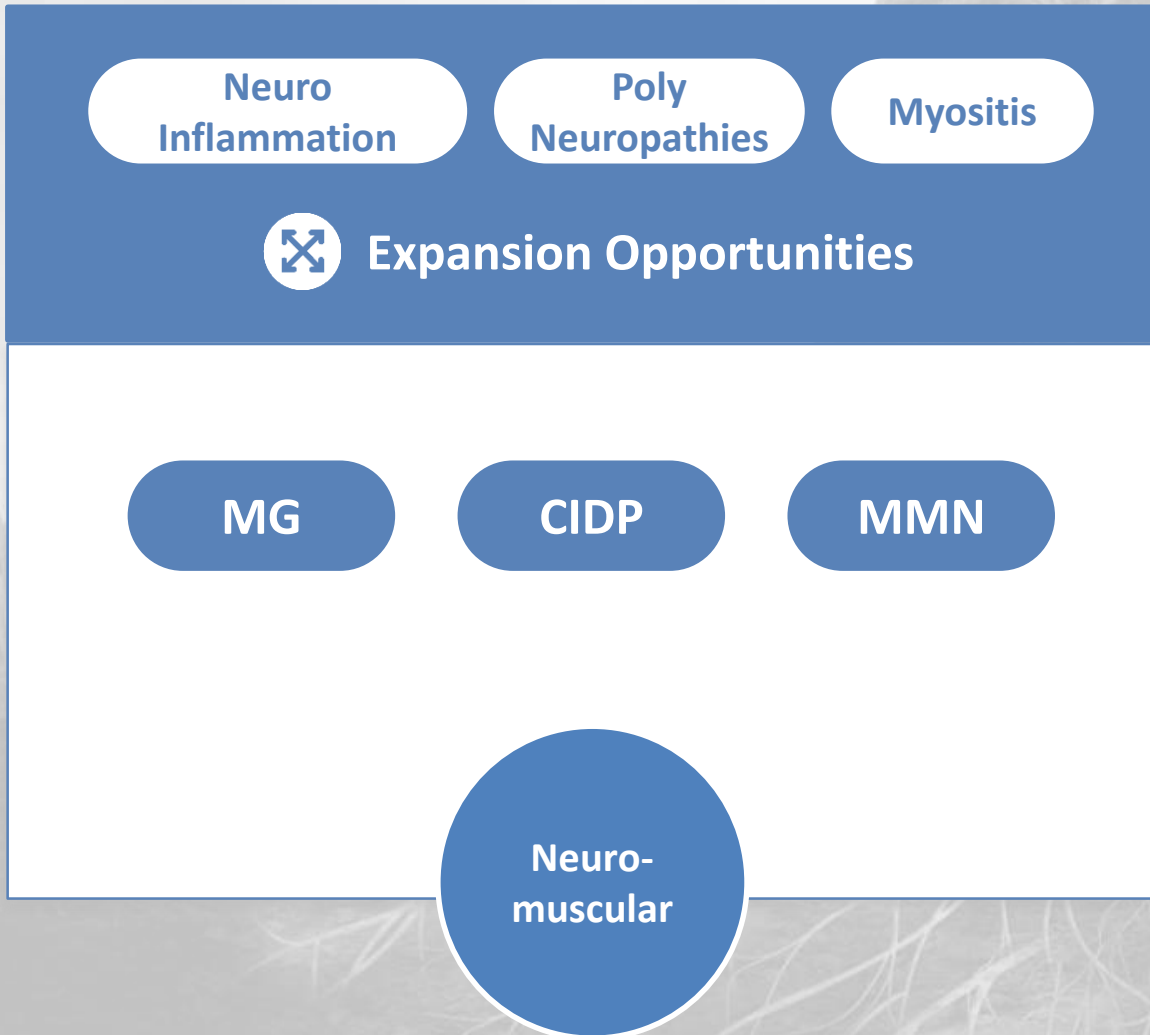 Neuro
Inflammation
Poly
Neuropathies
Myositis
Expansion Opportunities
MG
CIDP
MMN
Neuro-
muscular